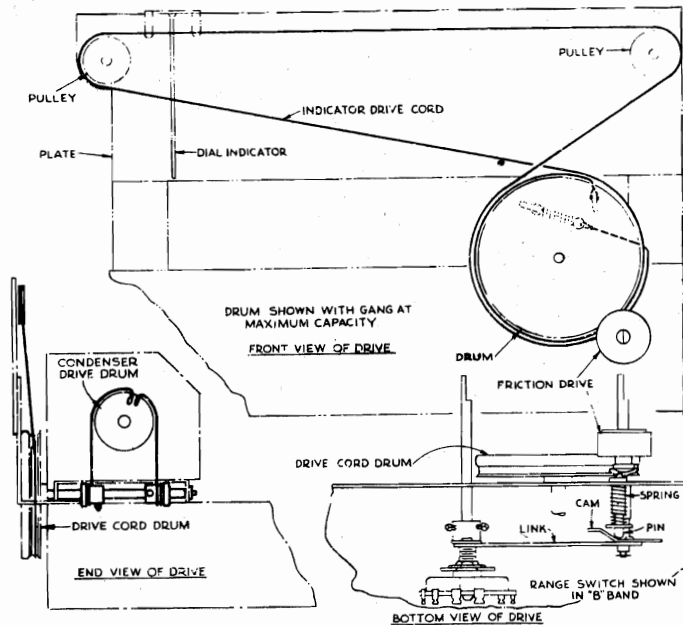 PULLEY
PULLEY
INDICATOR DRIVE CORD
PLATE
DIAL INDICATOR
DRUM SHOWN WITH GANG AT
MAXIMUM CAPACITY
FRONT VIEW OF DRIVE
DRUM
FRICTION DRIVE
CONDENSER
DRIVE DRUM
DRIVE CORD DRUM
SPRING
CAM
LINK
PIN
DRIVE CORD DRUM
END VIEW OF DRIVE
RANGE SWITCH SHOWN
IN "B" BAND
BOTTOM VIEW OF DRIVE